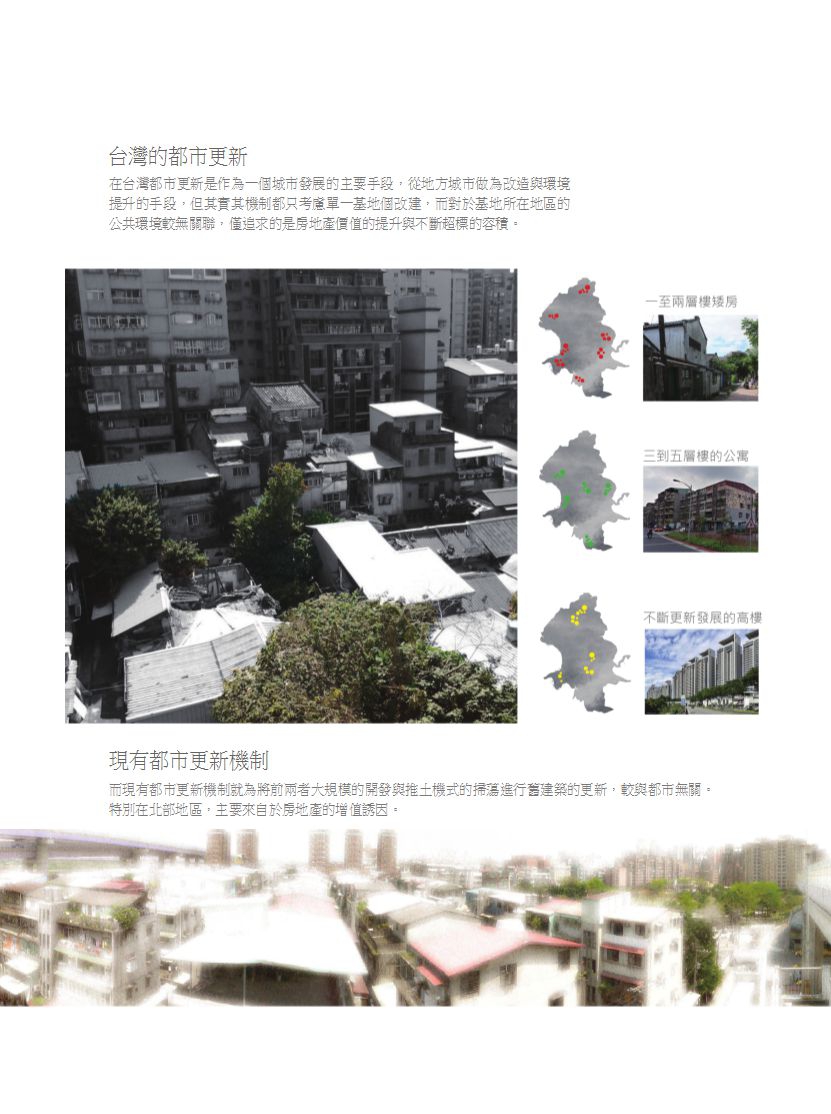 台灣的都市更新
在台灣都市更新是作為一個城市發展的主要手段，從地方城市做為改造與環境
提升的手段，但其實其機制都只考慮單一基地個改建，而對於基地所在地區的
公共環境較無關聯，僅追求的是房地產價值的提升與不斷超標的容積。
一至兩層樓矮房
三到五層樓的公寓
不斷更新發展的高樓
現有都市更新機制
而現有都市更新機制就為將前兩者大規模的開發與推土機式的掃蕩進行舊建築的更新，較與都市無關。
特別在北部地區，主要來自於房地產的增值誘因。